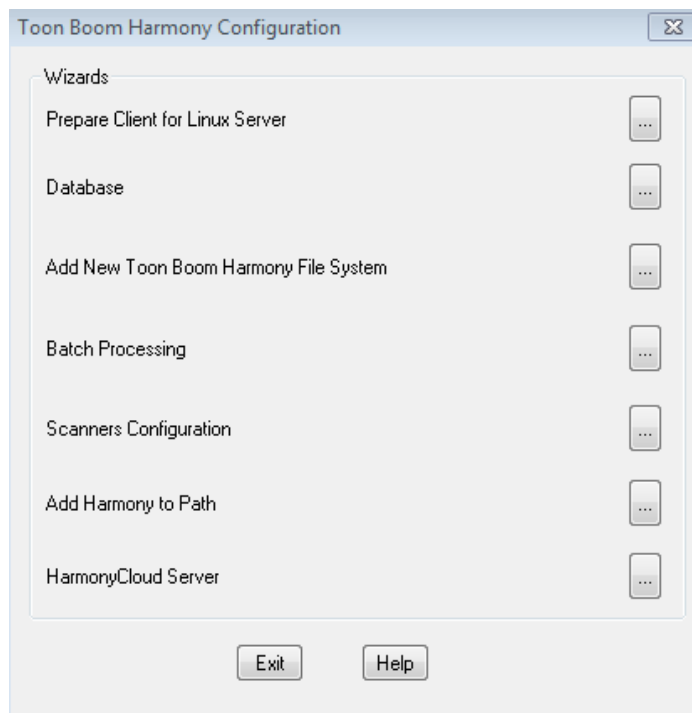 Toon Boom Harmony Configuration
Wizards
Prepare Client for Linux Server ...
Database ...
Add New Toon Boom Harmony File System ...
Batch Processing ...
Scanners Configuration ...
Add Harmony to Path ...
HarmonyCloud Server ...
Exit Help